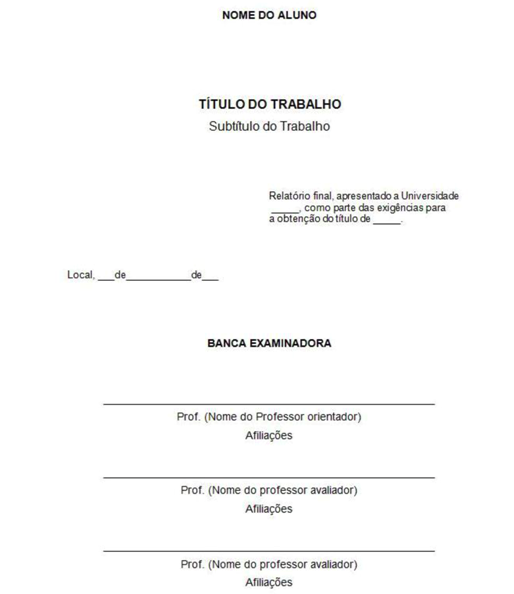 NOME DO ALUNO
TÍTULO DO TRABALHO
Subtítulo do Trabalho
Relatório final, apresentado a Universidade
_____, como parte das exigências para
a obtenção do título de _____.
Local, ___de____________de___
BANCA EXAMINADORA
Prof. (Nome do Professor orientador)
Afiliações
Prof. (Nome do professor avaliador)
Afiliações
Prof. (Nome do professor avaliador)
Afiliações